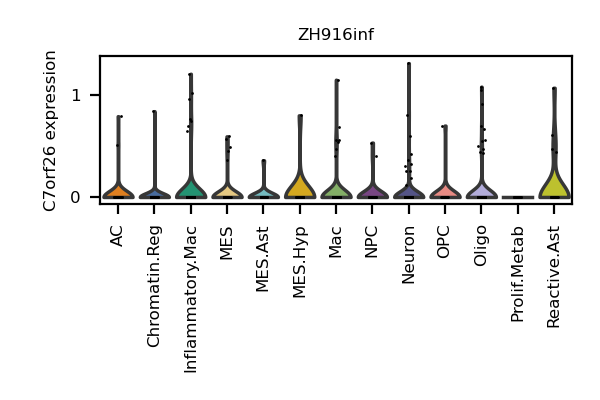 ZH916inf
C7orf26 expression
1
0
AC
Chromatin.Reg
Inflammatory.Mac
MES
MES.Ast
MES.Hyp
Mac
NPC
Neuron
OPC
Oligo
Prolif.Metab
Reactive.Ast